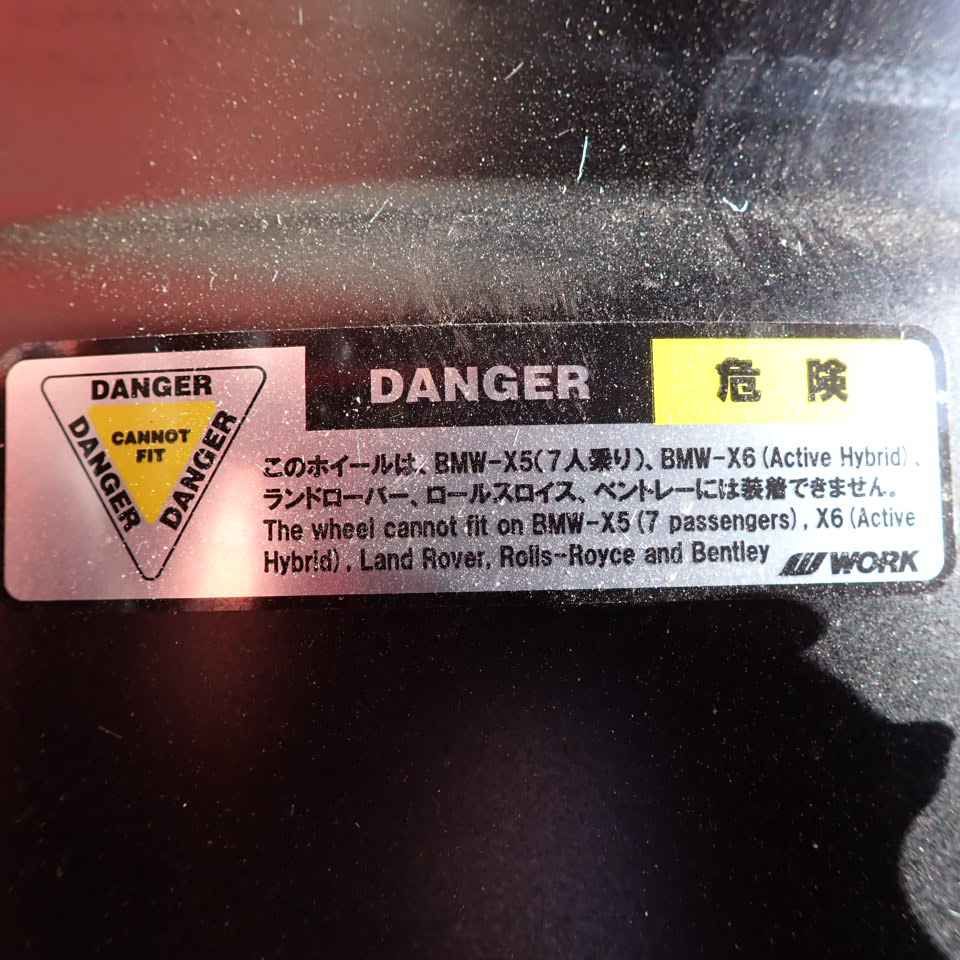 DANGER
DANGER
DANGER
CANNOT
FIT
DANGER
危険
このホイールは、BMW-X5(7人乗り)、BMW-X6(Active Hybrid)、
ランドローバー、ロールスロイス、ベントレーには装着できません。
The wheel cannot fit on BMW-X5(7 passengers), X6(Active
Hybrid), Land Rover, Rolls-Royce and Bentley
WORK